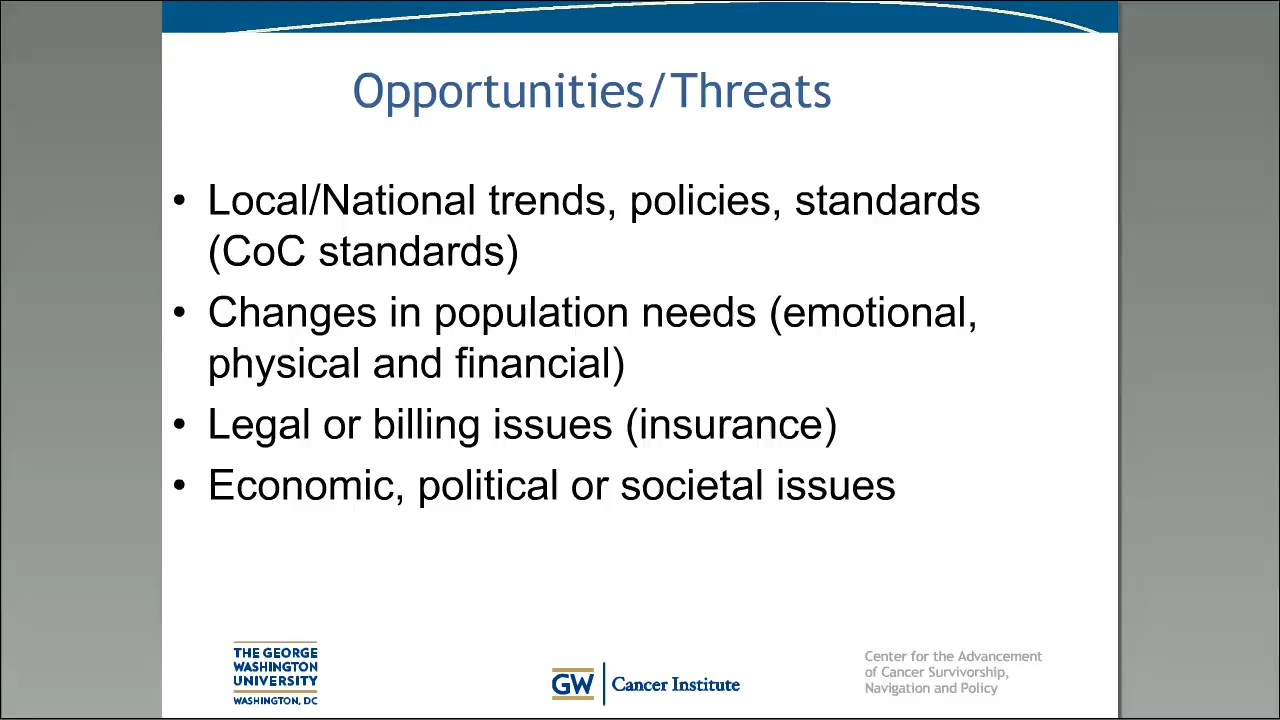 Opportunities/Threats
• Local/National trends, policies, standards
(CoC standards)
• Changes in population needs (emotional,
physical and financial)
• Legal or billing issues (insurance)
• Economic, political or societal issues
THE GEORGE
WASHINGTON
UNIVERSITY
WASHINGTON, DC
GW Cancer Institute
Center for the Advancement
of Cancer Survivorship,
Navigation and Policy